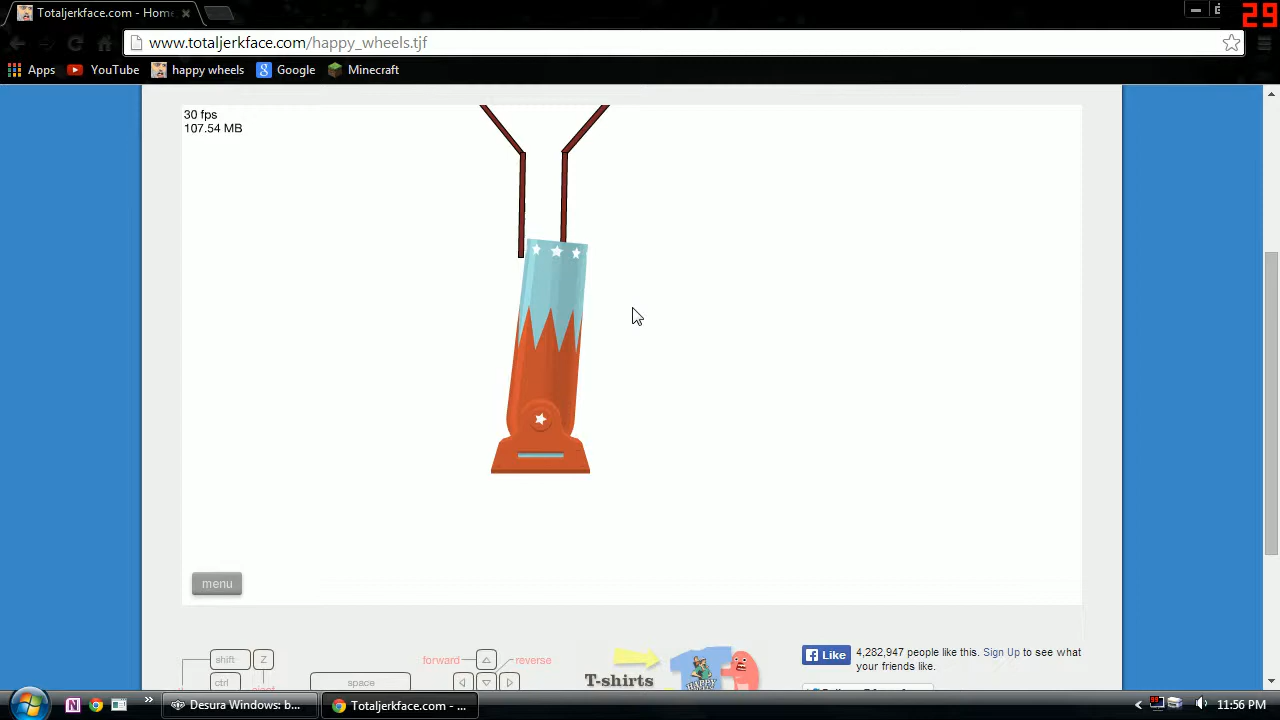 Totaljerkface.com - Home
29
www.totaljerkface.com/happy_wheels.tjf
Apps YouTube happy wheels Google Minecraft
30 fps
107.54 MB
menu
shift Z forward reverse
ctrl space
T-shirts
Like 4,282,947 people like this. Sign Up to see what your friends like.
Desura Windows: b... Totaljerkface.com - ... 11:56 PM